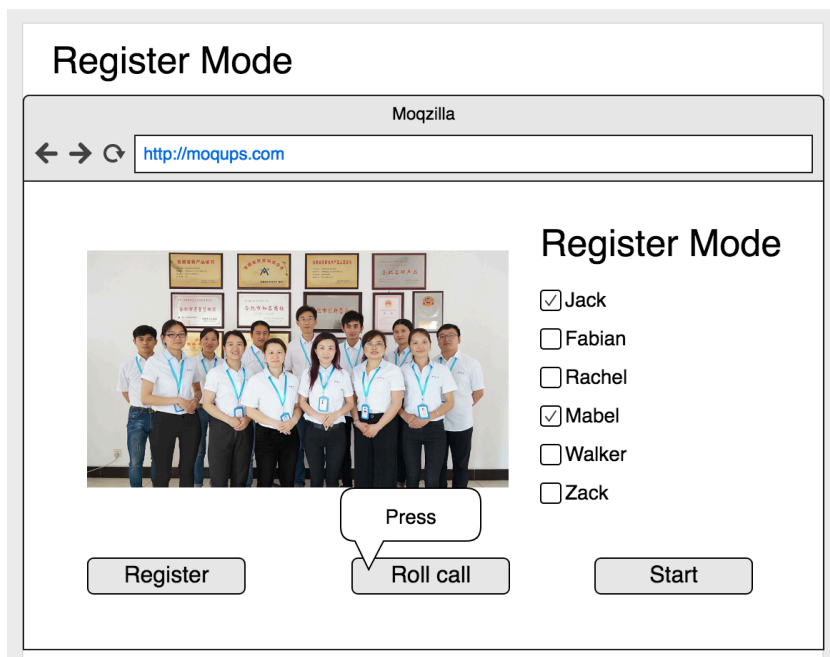 Register Mode
Moqzilla
http://moqups.com
Register Mode
Jack
Fabian
Rachel
Mabel
Walker
Zack
Press
Register
Roll call
Start